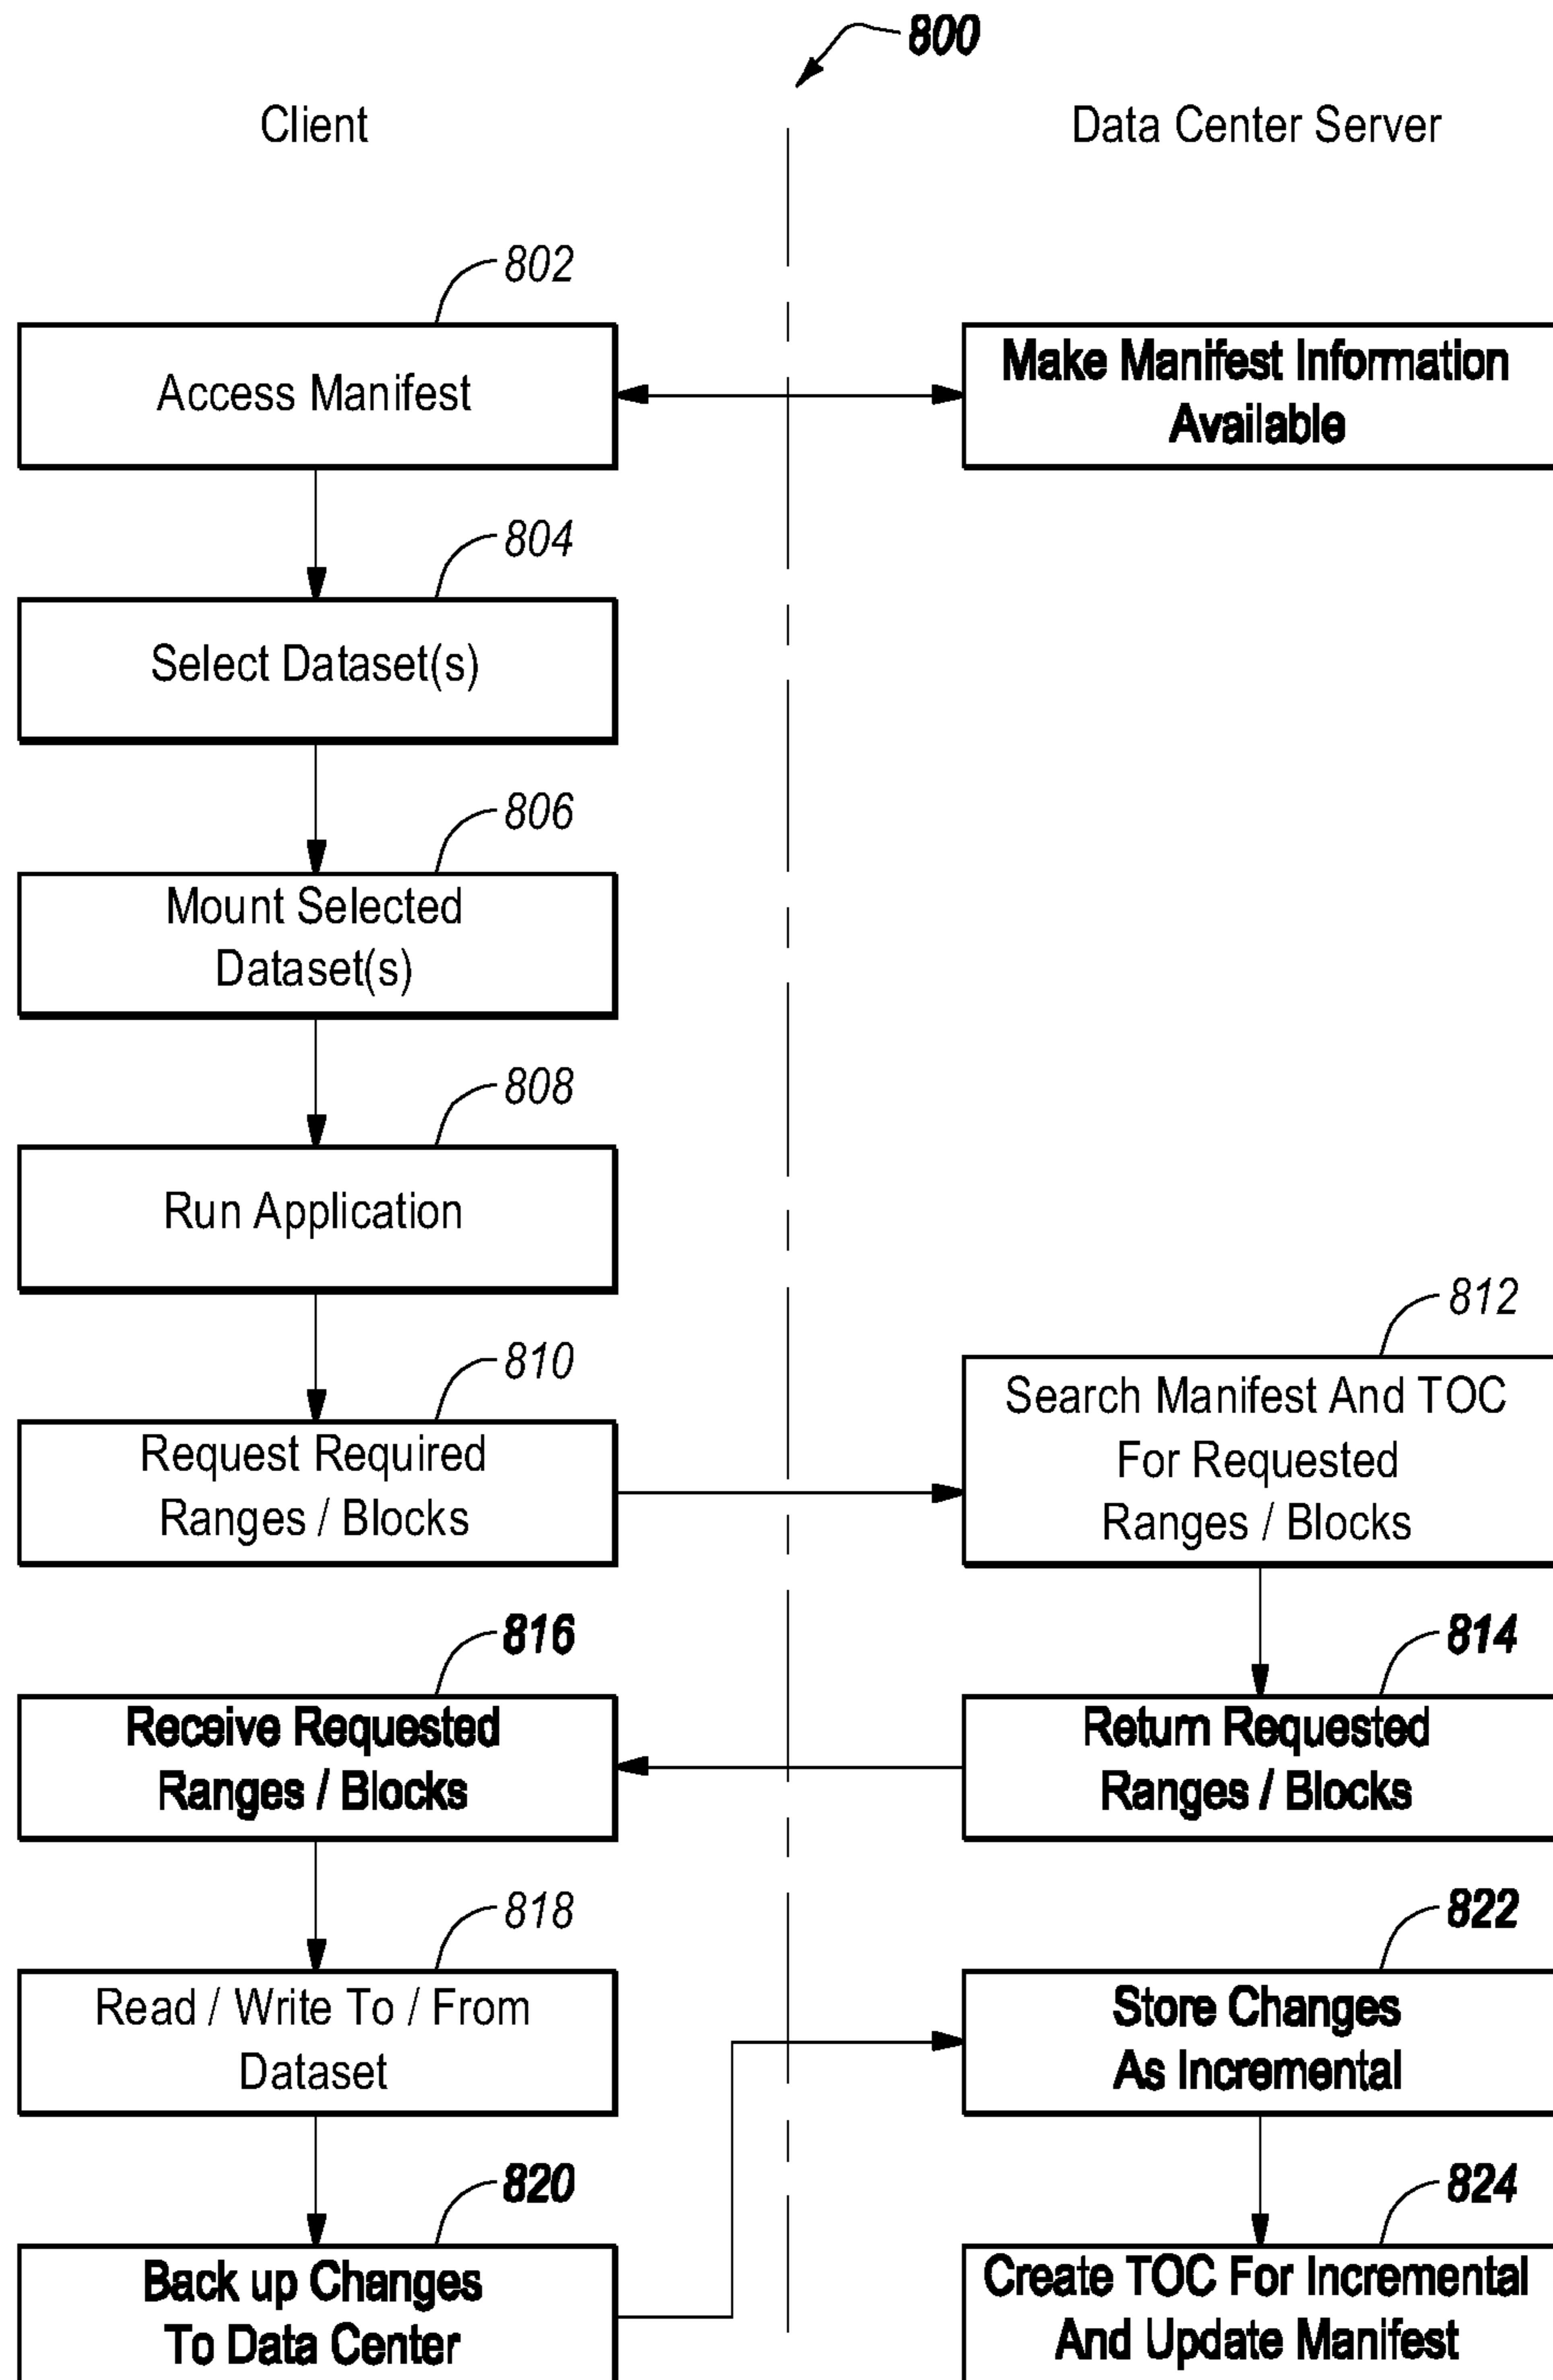 800
Client
Data Center Server
802
Access Manifest
Make Manifest Information
Available
804
Select Dataset(s)
806
Mount Selected
Dataset(s)
808
Run Application
810
Request Required
Ranges / Blocks
812
Search Manifest And TOC
For Requested
Ranges / Blocks
814
Return Requested
Ranges / Blocks
816
Receive Requested
Ranges / Blocks
818
Read / Write To / From
Dataset
820
Back up Changes
To Data Center
822
Store Changes
As Incremental
824
Create TOC For Incremental
And Update Manifest